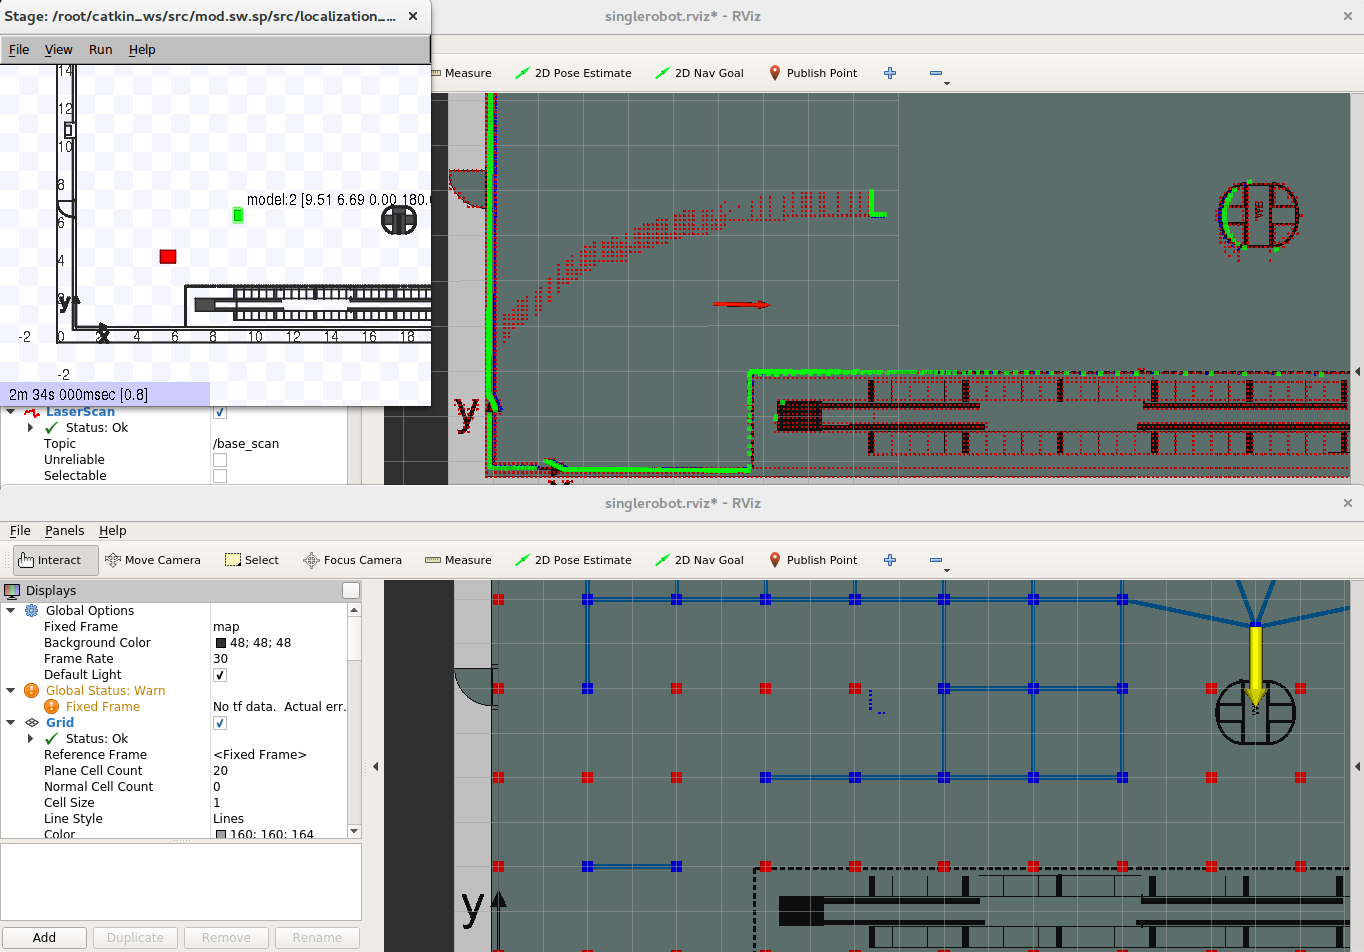 Stage: /root/catkin_ws/src/mod.sw.sp/src/localization_...
File View Run Help
14
12
10
8
6
4
2
model:2 [9.51 6.69 0.00 180.
y
x
-2 0 6 8 10 12 14 16 18
-2
2m 34s 000msec [0.8]
singlerobot.rviz* - RViz
Measure 2D Pose Estimate 2D Nav Goal Publish Point
y
LaserScan
Status: Ok
Topic /base_scan
Unreliable
Selectable
singlerobot.rviz* - RViz
File Panels Help
Interact Move Camera Select Focus Camera Measure 2D Pose Estimate 2D Nav Goal Publish Point
Displays
Global Options
Fixed Frame map
Background Color 48; 48; 48
Frame Rate 30
Default Light
Global Status: Warn
Fixed Frame No tf data. Actual err.
Grid
Status: Ok
Reference Frame <Fixed Frame>
Plane Cell Count 20
Normal Cell Count 0
Cell Size 1
Line Style Lines
Color 160; 160; 164
Add Duplicate Remove Rename
y